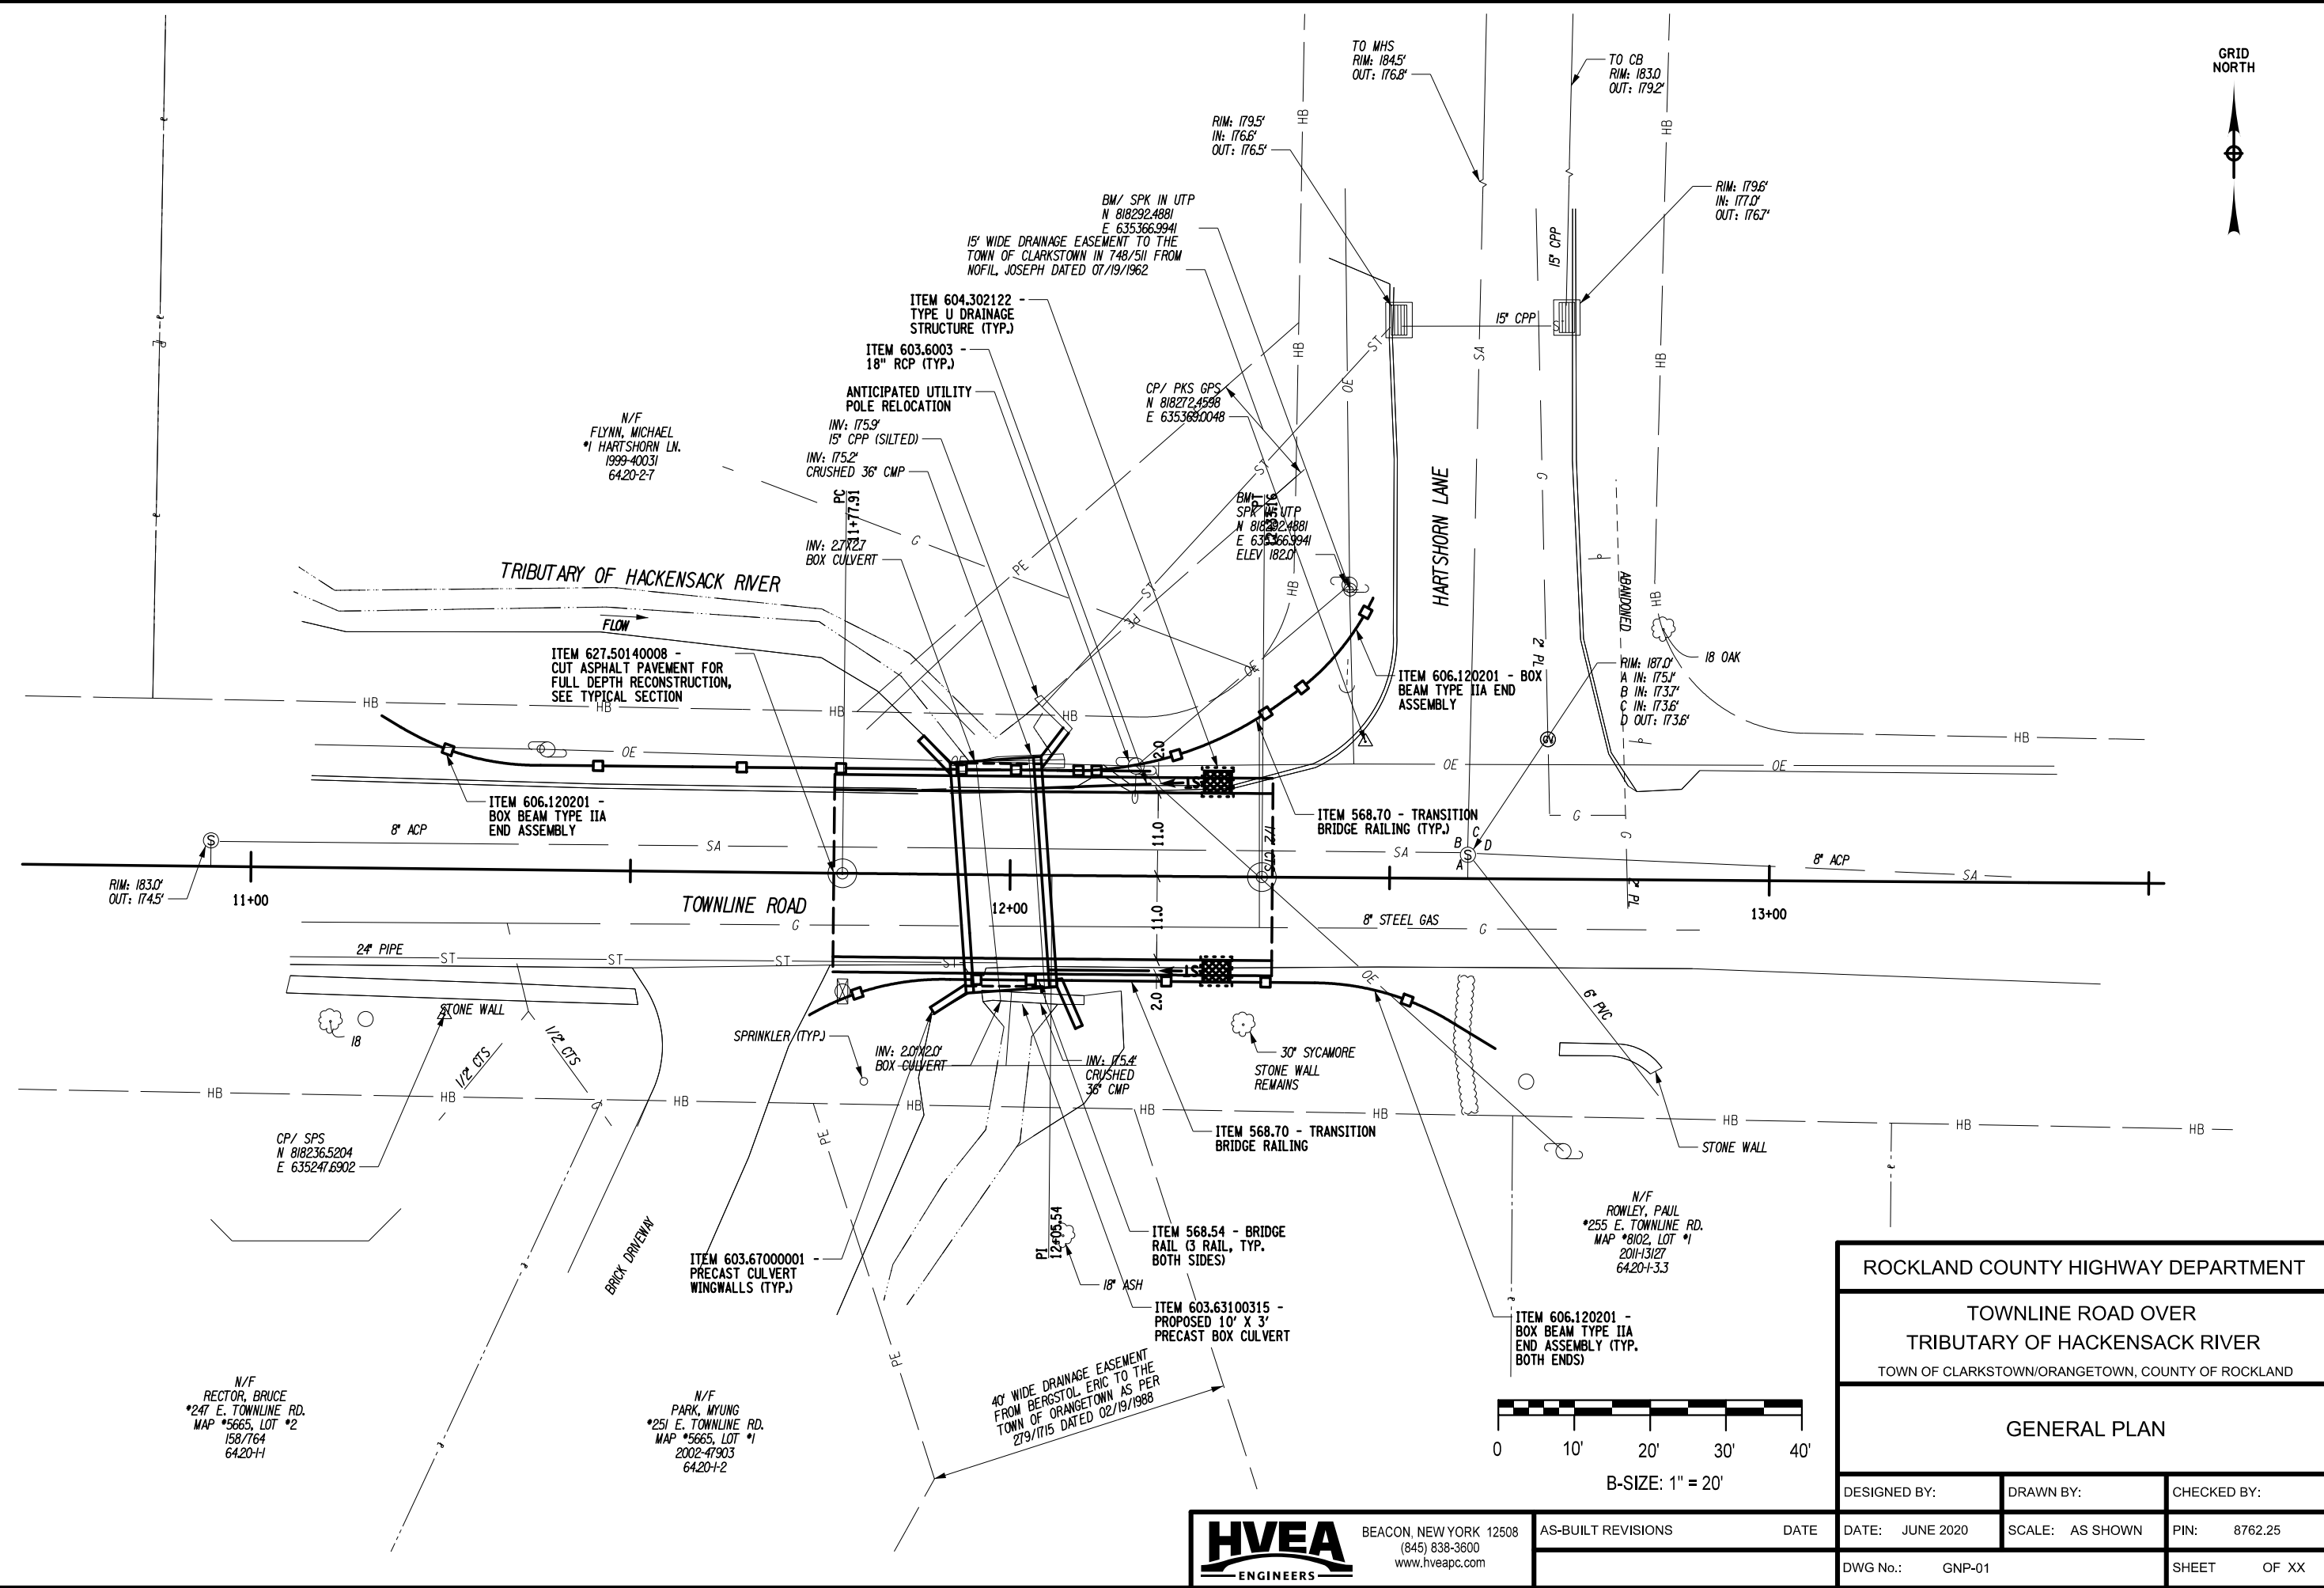 TO MHS
RIM: 184.5'
OUT: 176.8'
TO CB
RIM: 183.0
OUT: 179.2'
GRID
NORTH
RIM: 179.5'
IN: 176.6'
OUT: 176.5'
RIM: 179.6'
IN: 177.0'
OUT: 176.7'
BM/ SPK IN UTP
N 818292.4881
E 635366.9941
15' WIDE DRAINAGE EASEMENT TO THE
TOWN OF CLARKSTOWN IN 748/511 FROM
NOFIL, JOSEPH DATED 07/19/1962
ITEM 604.302122 -
TYPE U DRAINAGE
STRUCTURE (TYP.)
ITEM 603.6003 -
18" RCP (TYP.)
ANTICIPATED UTILITY
POLE RELOCATION
INV: 175.9'
15" CPP (SILTED)
INV: 175.2'
CRUSHED 36" CMP
INV: 2.7'X2.7'
BOX CULVERT
CP/ PKS GPS
N 818272.4598
E 635369.0048
BM/
SPK IN UTP
N 818292.4881
E 635366.9941
ELEV 182.0'
PC
11+77.91
PT
15" CPP
15" CPP
HARTSHORN LANE
N/F
FLYNN, MICHAEL
#1 HARTSHORN LN.
1999-40031
64.20-2-7
TRIBUTARY OF HACKENSACK RIVER
FLOW
ITEM 627.50140008 -
CUT ASPHALT PAVEMENT FOR
FULL DEPTH RECONSTRUCTION,
SEE TYPICAL SECTION
ITEM 606.120201 - BOX
BEAM TYPE IIA END
ASSEMBLY
ABANDONED
2" PL
18 OAK
RIM: 187.0'
A IN: 175.1'
B IN: 173.7'
C IN: 173.6'
D OUT: 173.6'
ITEM 606.120201 -
BOX BEAM TYPE IIA
END ASSEMBLY
ITEM 568.70 - TRANSITION
BRIDGE RAILING (TYP.)
2.0
11.0
11.0
2.0
1/2 CTS
8" ACP
8" ACP
A
B
C
D
RIM: 183.0'
OUT: 174.5'
11+00
12+00
13+00
TOWNLINE ROAD
8" STEEL GAS
2" PL
24" PIPE
STONE WALL
18
1/2" CTS
1/2" CTS
SPRINKLER (TYP.)
INV: 2.0'X2.0'
BOX CULVERT
INV: 175.4'
CRUSHED
36" CMP
30" SYCAMORE
STONE WALL
REMAINS
6" PVC
STONE WALL
ITEM 568.70 - TRANSITION
BRIDGE RAILING
CP/ SPS
N 818236.5204
E 635247.6902
BRICK DRIVEWAY
ITEM 603.67000001 -
PRECAST CULVERT
WINGWALLS (TYP.)
PI
12+05.54
18" ASH
ITEM 568.54 - BRIDGE
RAIL (3 RAIL, TYP.
BOTH SIDES)
ITEM 603.63100315 -
PROPOSED 10' X 3'
PRECAST BOX CULVERT
N/F
ROWLEY, PAUL
#255 E. TOWNLINE RD.
MAP #8102, LOT #1
2011-13127
64.20-1-3.3
ITEM 606.120201 -
BOX BEAM TYPE IIA
END ASSEMBLY (TYP.
BOTH ENDS)
N/F
RECTOR, BRUCE
#247 E. TOWNLINE RD.
MAP #5665, LOT #2
158/764
64.20-1-1
N/F
PARK, MYUNG
#251 E. TOWNLINE RD.
MAP #5665, LOT #1
2002-47903
64.20-1-2
40' WIDE DRAINAGE EASEMENT
FROM BERGSTOL, ERIC TO THE
TOWN OF ORANGETOWN AS PER
279/1715 DATED 02/19/1988
0 10' 20' 30' 40'
B-SIZE: 1" = 20'
ROCKLAND COUNTY HIGHWAY DEPARTMENT
TOWNLINE ROAD OVER
TRIBUTARY OF HACKENSACK RIVER
TOWN OF CLARKSTOWN/ORANGETOWN, COUNTY OF ROCKLAND
GENERAL PLAN
DESIGNED BY: DRAWN BY: CHECKED BY:
DATE: JUNE 2020 SCALE: AS SHOWN PIN: 8762.25
DWG No.: GNP-01 SHEET OF XX
HVEA
ENGINEERS
BEACON, NEW YORK 12508
(845) 838-3600
www.hveapc.com
AS-BUILT REVISIONS DATE